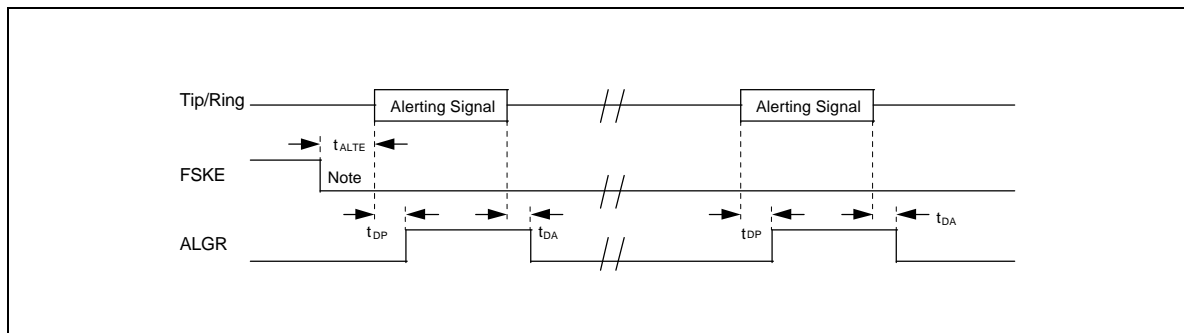 Tip/Ring
Alerting Signal
Alerting Signal
tALTE
FSKE
Note
tDP
tDA
tDP
tDA
ALGR